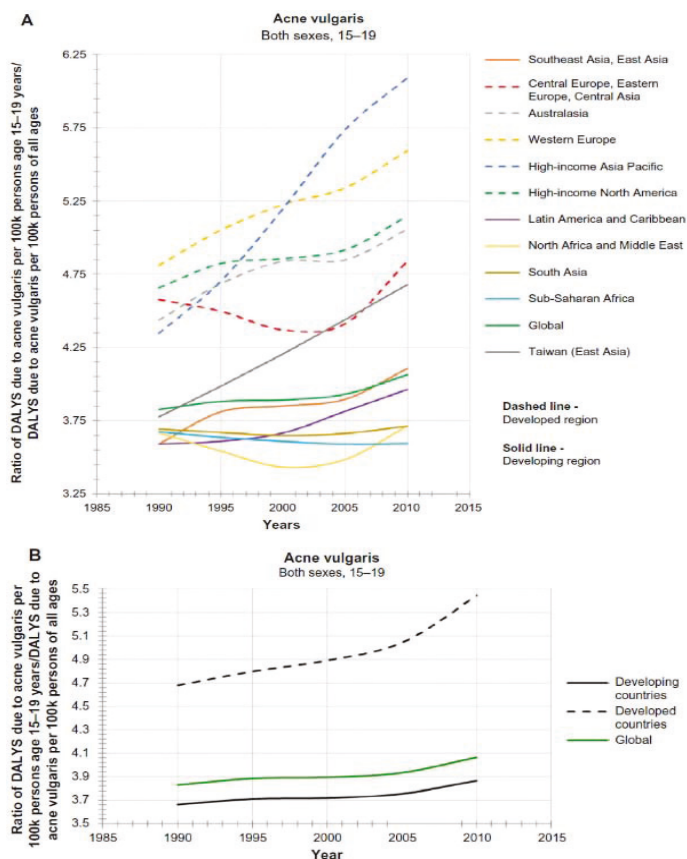 A
Acne vulgaris
Both sexes, 15–19
Ratio of DALYS due to acne vulgaris per 100k persons age 15–19 years/
DALYS due to acne vulgaris per 100k persons of all ages
6.25
5.75
5.25
4.75
4.25
3.75
3.25
1985
1990
1995
2000
2005
2010
2015
Years
Southeast Asia, East Asia
Central Europe, Eastern
Europe, Central Asia
Australasia
Western Europe
High-income Asia Pacific
High-income North America
Latin America and Caribbean
North Africa and Middle East
South Asia
Sub-Saharan Africa
Global
Taiwan (East Asia)
Dashed line -
Developed region
Solid line -
Developing region
B
Acne vulgaris
Both sexes, 15–19
Ratio of DALYS due to acne vulgaris per
100k persons age 15–19 years/DALYS due to
acne vulgaris per 100k persons of all ages
5.5
5.3
5.1
4.9
4.7
4.5
4.3
4.1
3.9
3.7
3.5
1985
1990
1995
2000
2005
2010
2015
Year
Developing
countries
Developed
countries
Global